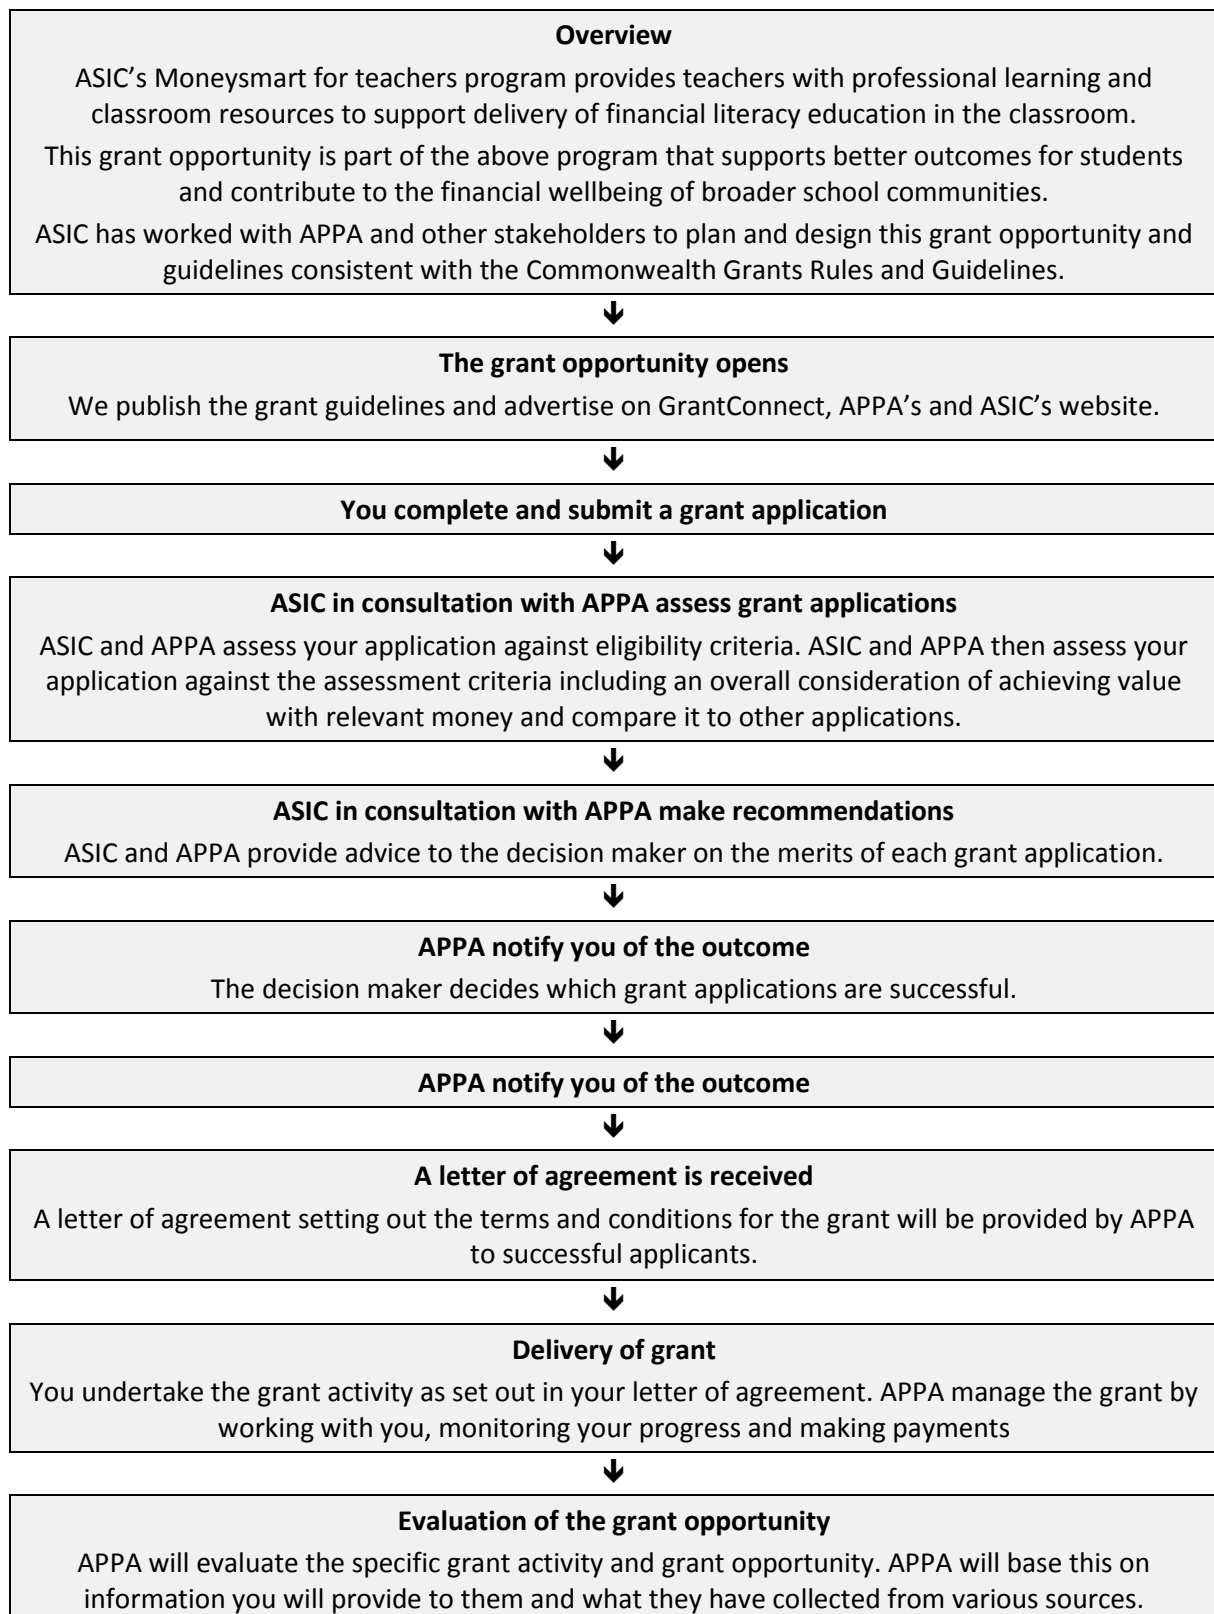 Overview
ASIC’s Moneysmart for teachers program provides teachers with professional learning and
classroom resources to support delivery of financial literacy education in the classroom.
This grant opportunity is part of the above program that supports better outcomes for students
and contribute to the financial wellbeing of broader school communities.
ASIC has worked with APPA and other stakeholders to plan and design this grant opportunity and
guidelines consistent with the Commonwealth Grants Rules and Guidelines.
The grant opportunity opens
We publish the grant guidelines and advertise on GrantConnect, APPA’s and ASIC’s website.
You complete and submit a grant application
ASIC in consultation with APPA assess grant applications
ASIC and APPA assess your application against eligibility criteria. ASIC and APPA then assess your
application against the assessment criteria including an overall consideration of achieving value
with relevant money and compare it to other applications.
ASIC in consultation with APPA make recommendations
ASIC and APPA provide advice to the decision maker on the merits of each grant application.
APPA notify you of the outcome
The decision maker decides which grant applications are successful.
APPA notify you of the outcome
A letter of agreement is received
A letter of agreement setting out the terms and conditions for the grant will be provided by APPA
to successful applicants.
Delivery of grant
You undertake the grant activity as set out in your letter of agreement. APPA manage the grant by
working with you, monitoring your progress and making payments
Evaluation of the grant opportunity
APPA will evaluate the specific grant activity and grant opportunity. APPA will base this on
information you will provide to them and what they have collected from various sources.